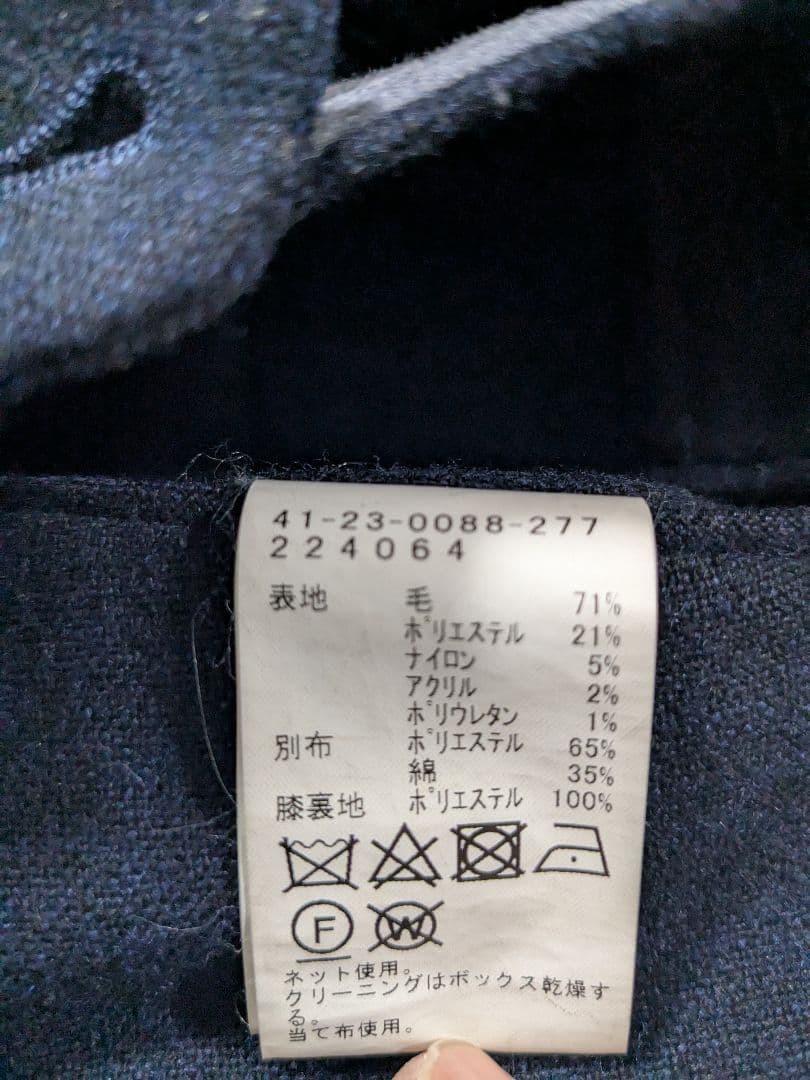 41-23-0088-277
224064
表地 毛 71%
ポリエステル 21%
ナイロン 5%
アクリル 2%
ポリウレタン 1%
別布 ポリエステル 65%
綿 35%
膝裏地 ポリエステル 100%
F W
ネット使用。
クリーニングはボックス乾燥す
る。
当て布使用。